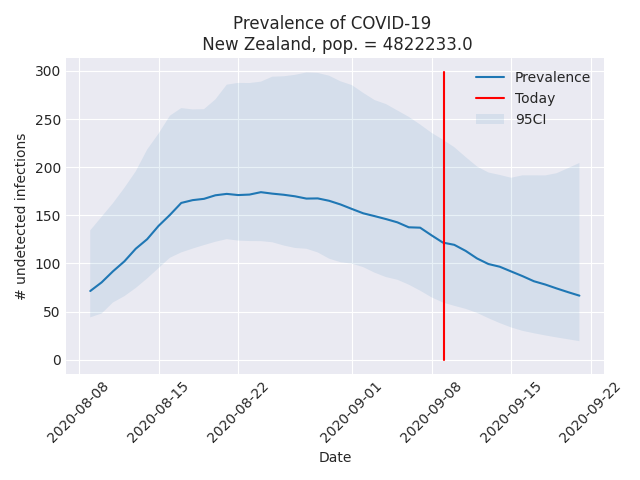 Prevalence of COVID-19
New Zealand, pop. = 4822233.0
300
250
200
150
100
50
0
# undetected infections
Prevalence
Today
95CI
2020-08-08
2020-08-15
2020-08-22
2020-09-01
2020-09-08
2020-09-15
2020-09-22
Date